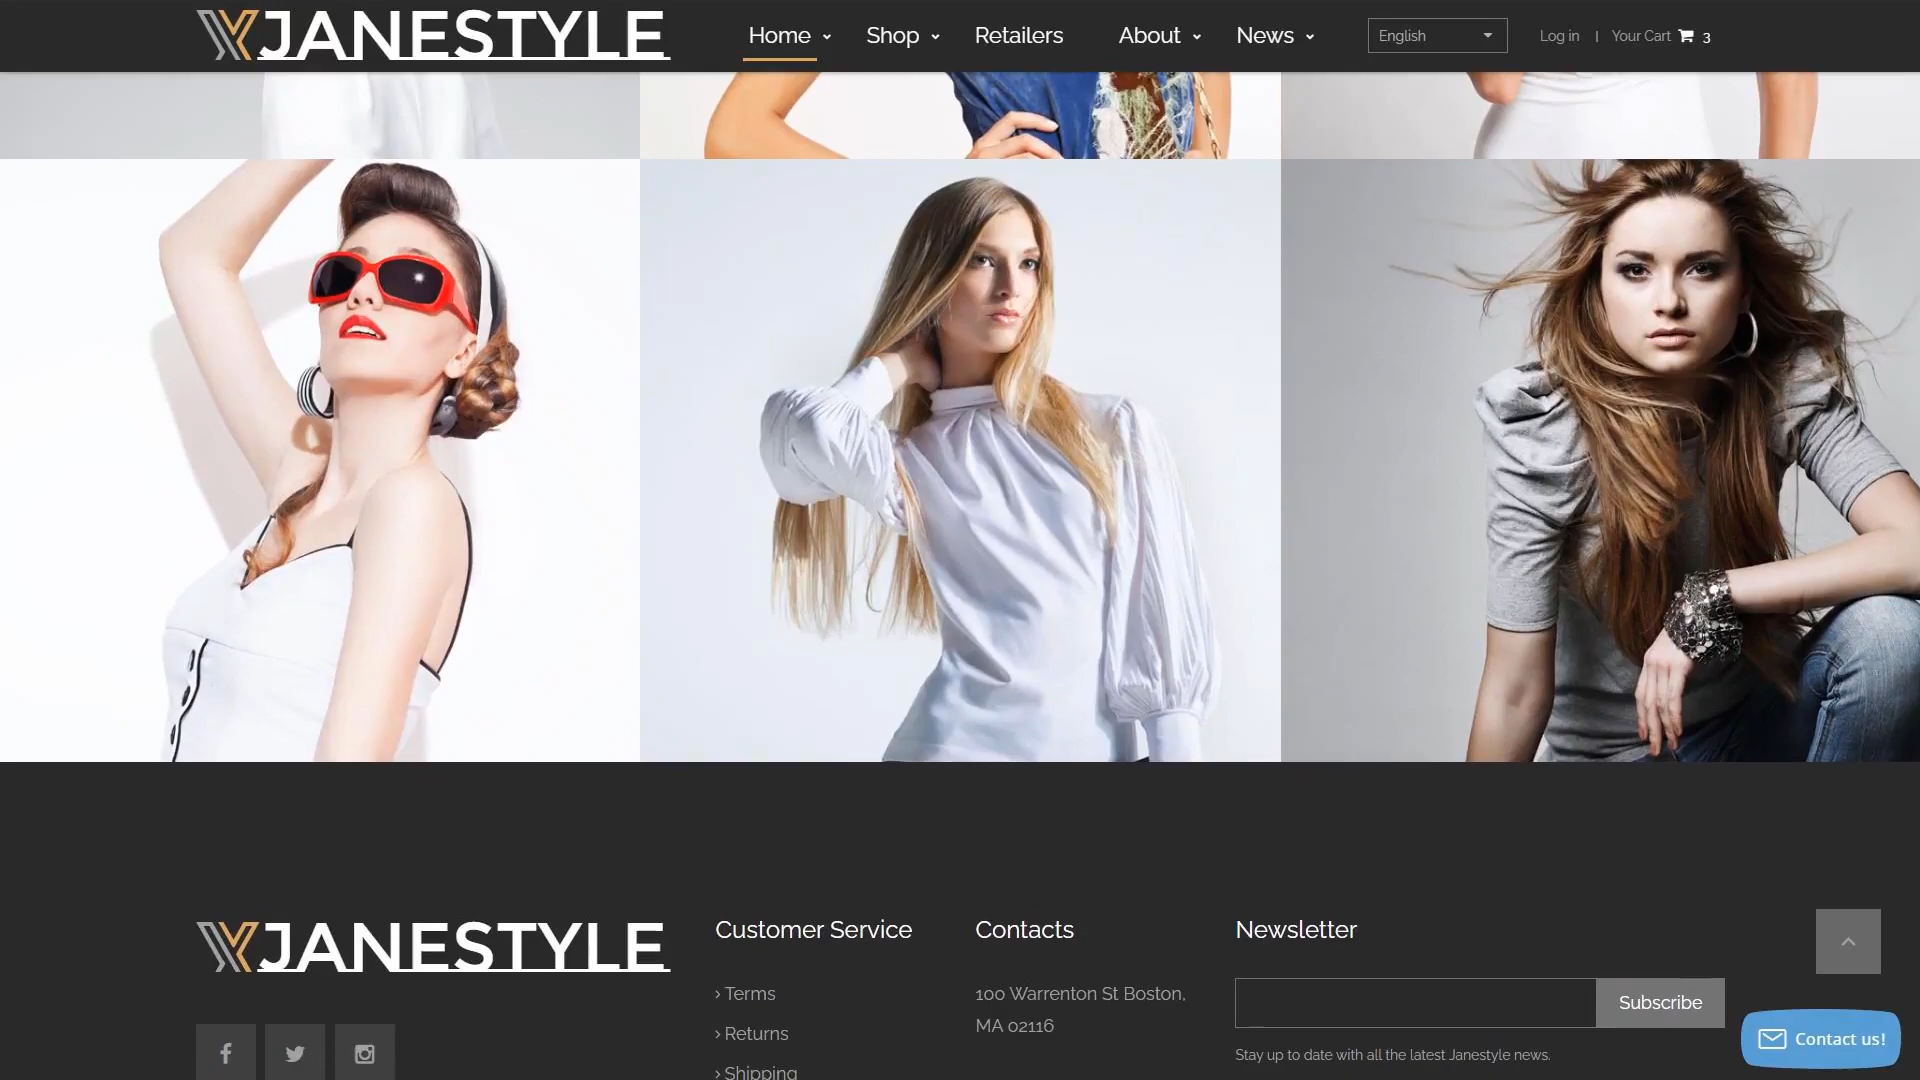 JANESTYLE
Home Shop Retailers About News English Log in | Your Cart 3
JANESTYLE
Customer Service
Contacts
Newsletter
› Terms
› Returns
› Shipping
100 Warrenton St Boston,
MA 02116
Subscribe
Stay up to date with all the latest Janestyle news.
Contact us!